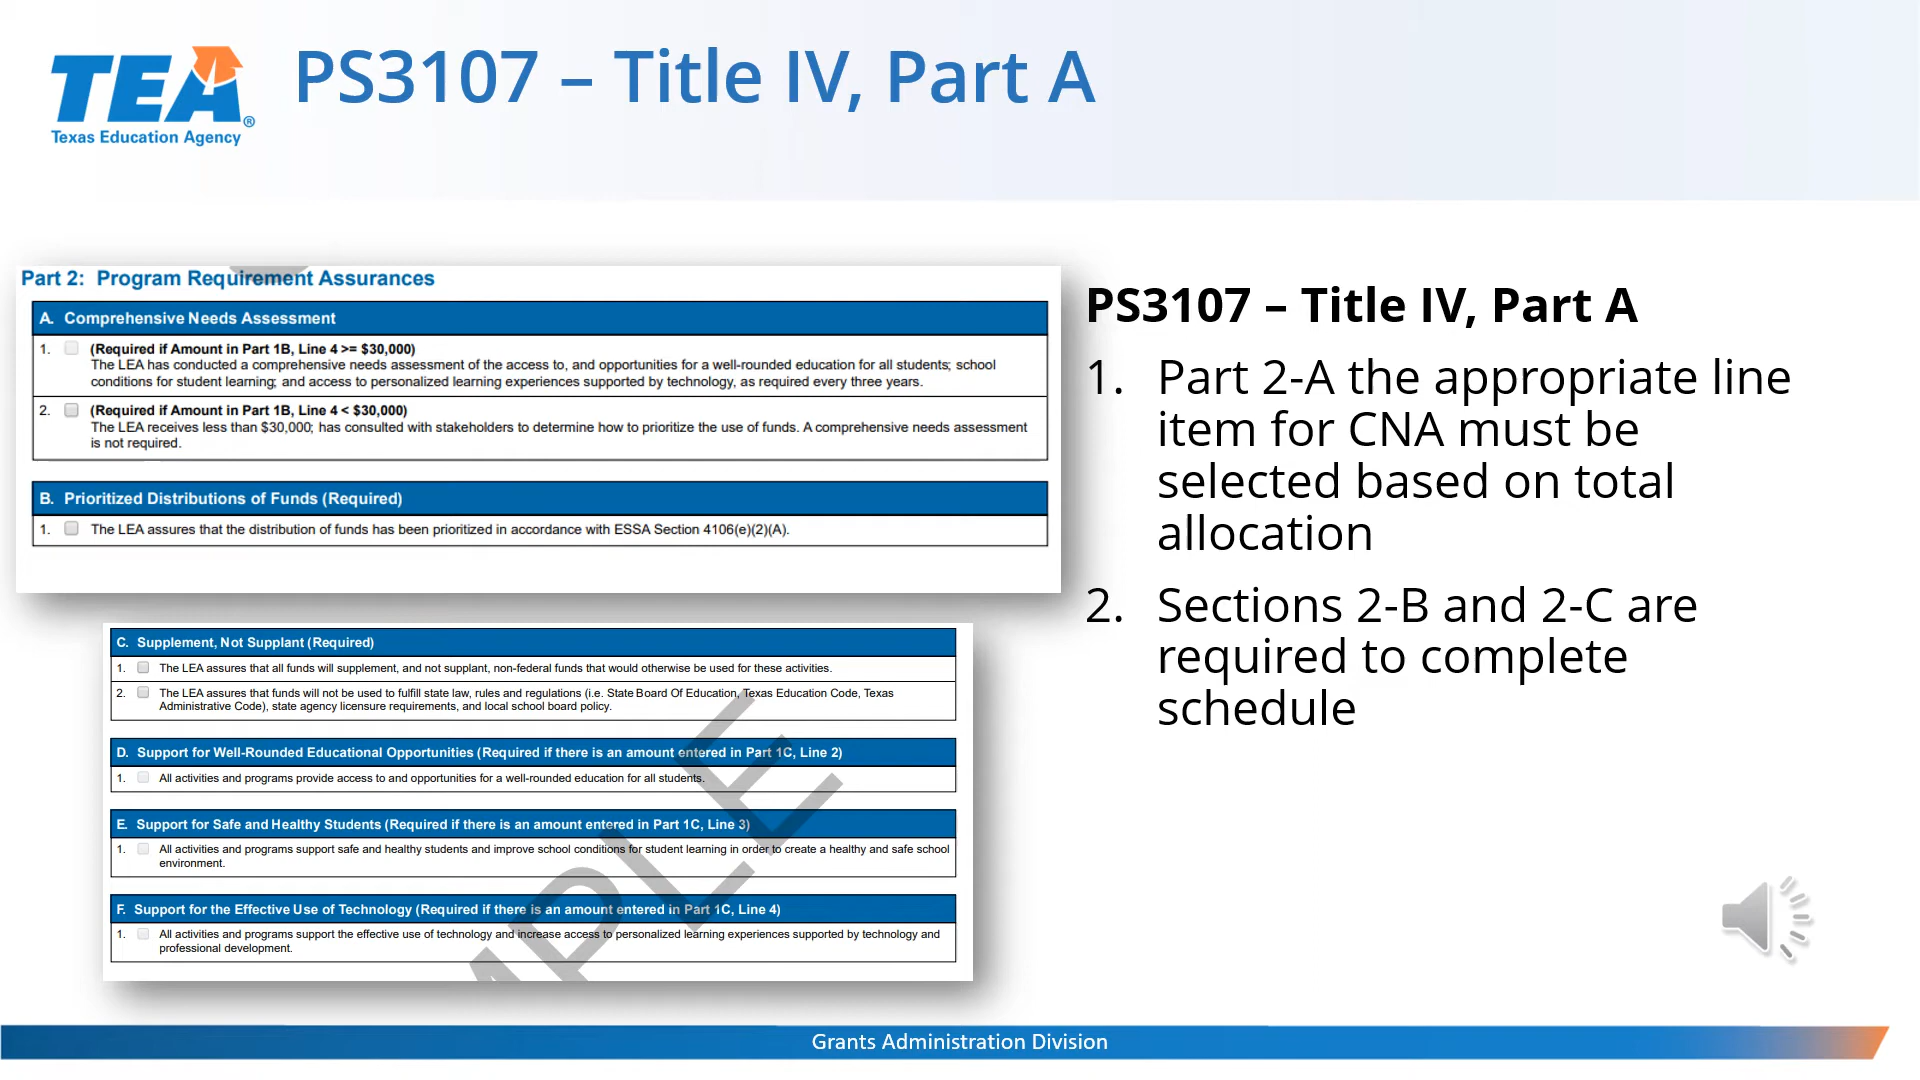 TEA®
Texas Education Agency
PS3107 – Title IV, Part A
Part 2: Program Requirement Assurances
A. Comprehensive Needs Assessment
1. (Required if Amount in Part 1B, Line 4 >= $30,000)
The LEA has conducted a comprehensive needs assessment of the access to, and opportunities for a well-rounded education for all students; school
conditions for student learning; and access to personalized learning experiences supported by technology, as required every three years.
2. (Required if Amount in Part 1B, Line 4 < $30,000)
The LEA receives less than $30,000; has consulted with stakeholders to determine how to prioritize the use of funds. A comprehensive needs assessment
is not required.
B. Prioritized Distributions of Funds (Required)
1. The LEA assures that the distribution of funds has been prioritized in accordance with ESSA Section 4106(e)(2)(A).
C. Supplement, Not Supplant (Required)
1. The LEA assures that all funds will supplement, and not supplant, non-federal funds that would otherwise be used for these activities.
2. The LEA assures that funds will not be used to fulfill state law, rules and regulations (i.e. State Board Of Education, Texas Education Code, Texas
Administrative Code), state agency licensure requirements, and local school board policy.
D. Support for Well-Rounded Educational Opportunities (Required if there is an amount entered in Part 1C, Line 2)
1. All activities and programs provide access to and opportunities for a well-rounded education for all students.
E. Support for Safe and Healthy Students (Required if there is an amount entered in Part 1C, Line 3)
1. All activities and programs support safe and healthy students and improve school conditions for student learning in order to create a healthy and safe school
environment.
F. Support for the Effective Use of Technology (Required if there is an amount entered in Part 1C, Line 4)
1. All activities and programs support the effective use of technology and increase access to personalized learning experiences supported by technology and
professional development.
MPLE
PS3107 – Title IV, Part A
1. Part 2-A the appropriate line
item for CNA must be
selected based on total
allocation
2. Sections 2-B and 2-C are
required to complete
schedule
Grants Administration Division